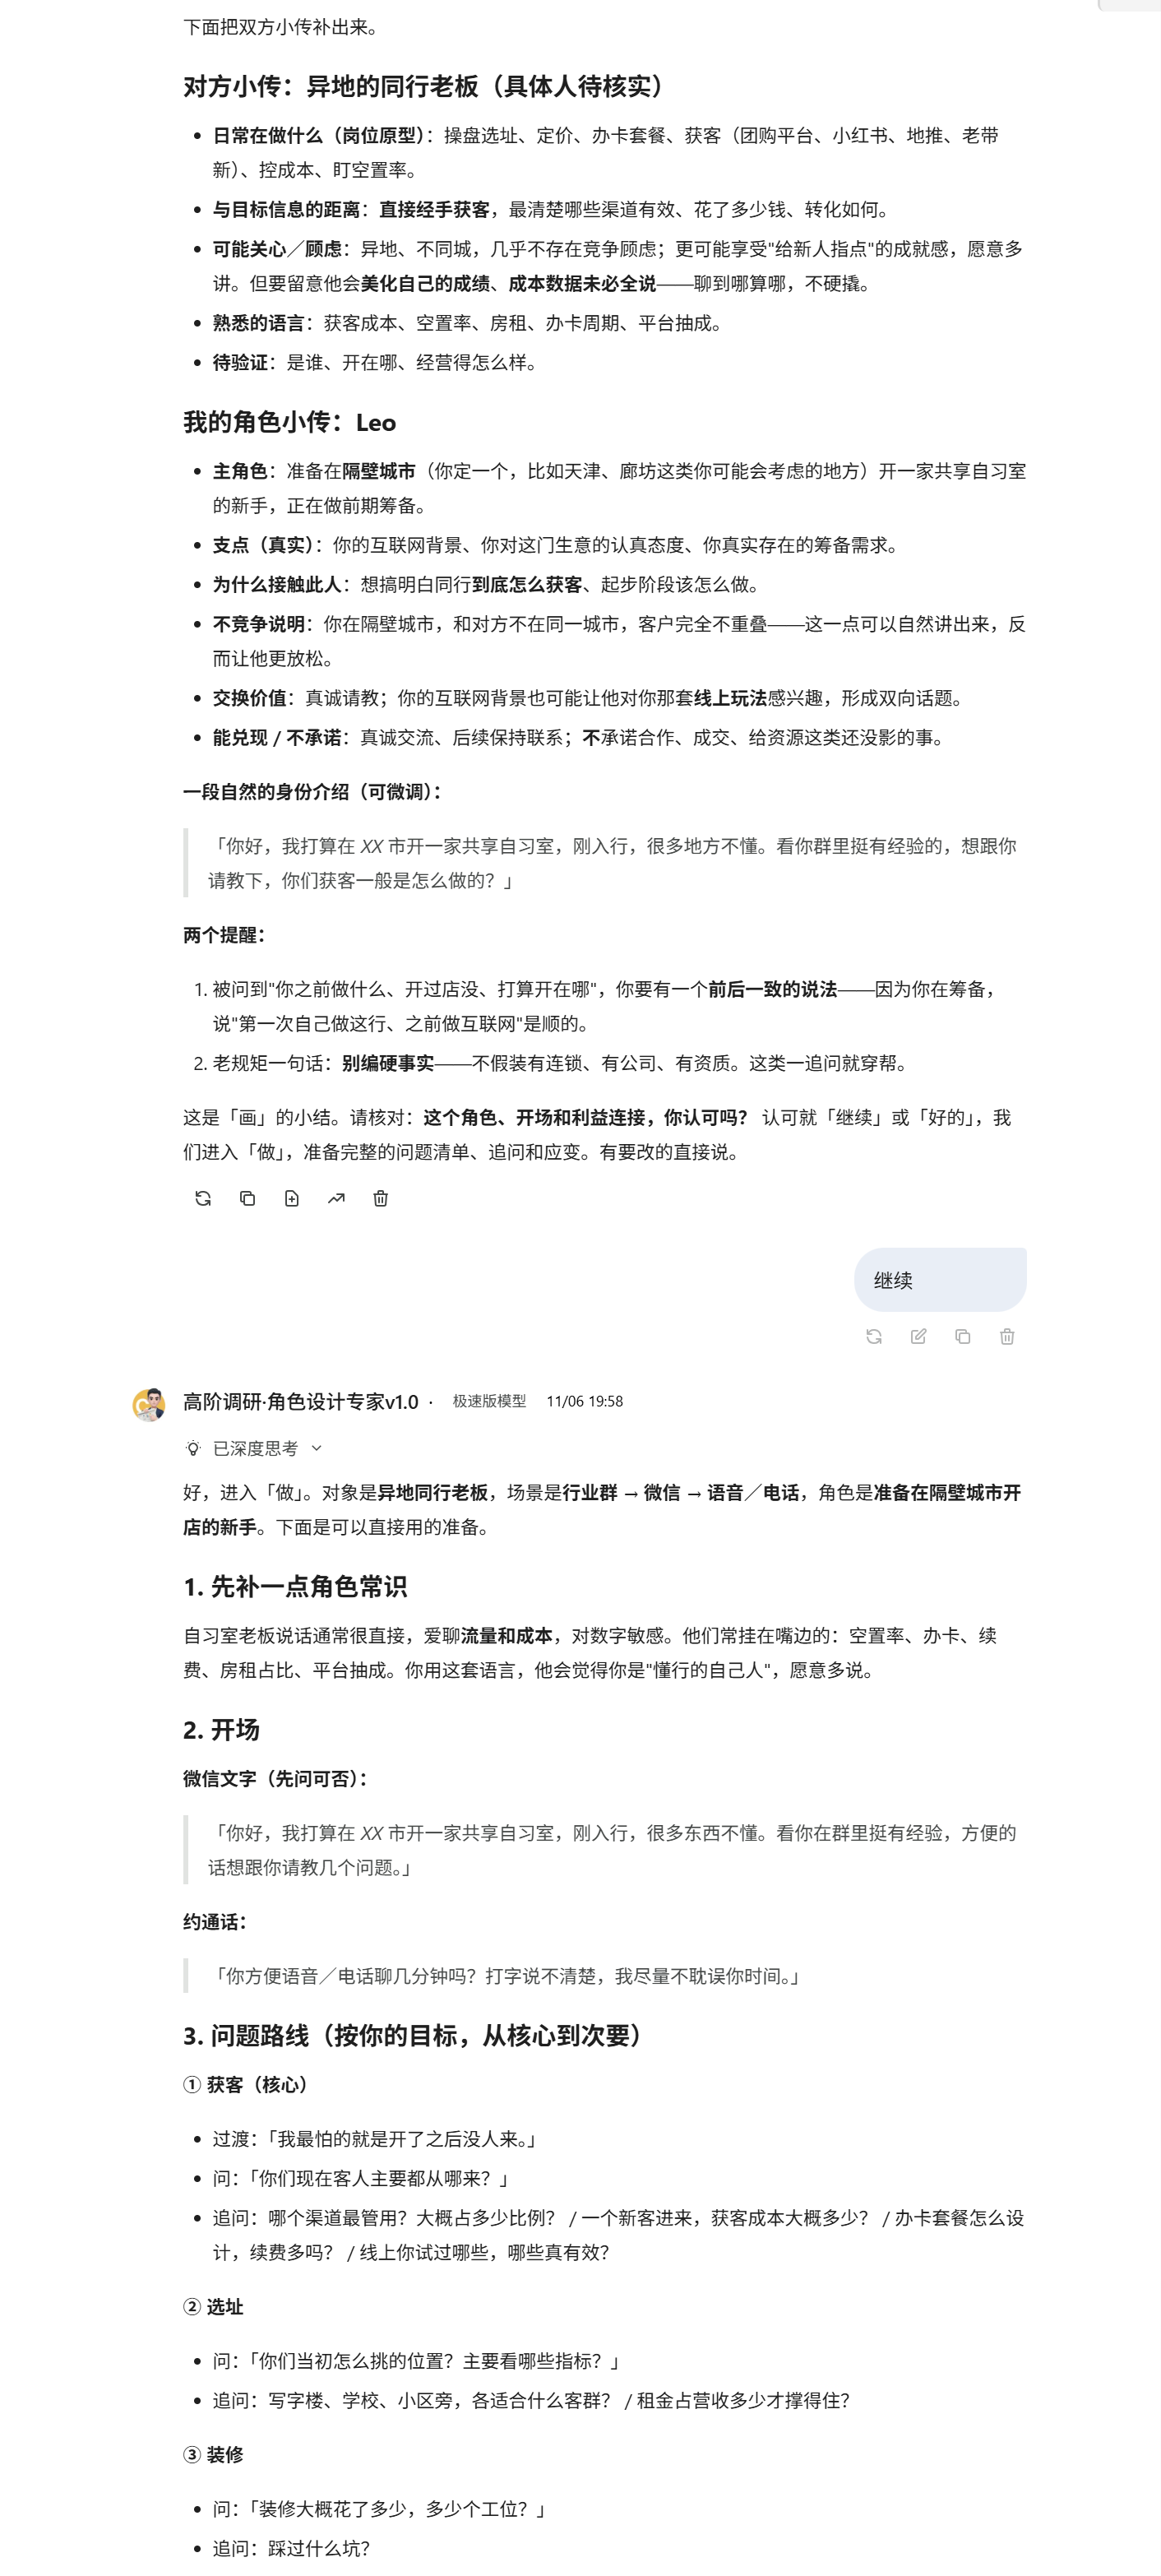 下面把双方小传补出来。
对方小传：异地的同行老板（具体人待核实）
日常在做什么（岗位原型）：操盘选址、定价、办卡套餐、获客（团购平台、小红书、地推、老带
新）、控成本、盯空置率。
与目标信息的距离：直接经手获客，最清楚哪些渠道有效、花了多少钱、转化如何。
可能关心／顾虑：异地、不同城，几乎不存在竞争顾虑；更可能享受"给新人指点"的成就感，愿意多
讲。但要留意他会美化自己的成绩、成本数据未必全说——聊到哪算哪，不硬撬。
熟悉的语言：获客成本、空置率、房租、办卡周期、平台抽成。
待验证：是谁、开在哪、经营得怎么样。
我的角色小传：Leo
主角色：准备在隔壁城市（你定一个，比如天津、廊坊这类你可能会考虑的地方）开一家共享自习室
的新手，正在做前期筹备。
支点（真实）：你的互联网背景、你对这门生意的认真态度、你真实存在的筹备需求。
为什么接触此人：想搞明白同行到底怎么获客、起步阶段该怎么做。
不竞争说明：你在隔壁城市，和对方不在同一城市，客户完全不重叠——这一点可以自然讲出来，反
而让他更放松。
交换价值：真诚请教；你的互联网背景也可能让他对你那套线上玩法感兴趣，形成双向话题。
能兑现 / 不承诺：真诚交流、后续保持联系；不承诺合作、成交、给资源这类还没影的事。
一段自然的身份介绍（可微调）：
「你好，我打算在 XX 市开一家共享自习室，刚入行，很多地方不懂。看你群里挺有经验的，想跟你
请教下，你们获客一般是怎么做的？」
两个提醒：
1. 被问到"你之前做什么、开过店没、打算开在哪"，你要有一个前后一致的说法——因为你在筹备，
说"第一次自己做这行、之前做互联网"是顺的。
2. 老规矩一句话：别编硬事实——不假装有连锁、有公司、有资质。这类一追问就穿帮。
这是「画」的小结。请核对：这个角色、开场和利益连接，你认可吗？ 认可就「继续」或「好的」，我
们进入「做」，准备完整的问题清单、追问和应变。有要改的直接说。
继续
高阶调研·角色设计专家v1.0 · 极速版模型 11/06 19:58
已深度思考
好，进入「做」。对象是异地同行老板，场景是行业群 → 微信 → 语音／电话，角色是准备在隔壁城市开
店的新手。下面是可以直接用的准备。
1. 先补一点角色常识
自习室老板说话通常很直接，爱聊流量和成本，对数字敏感。他们常挂在嘴边的：空置率、办卡、续
费、房租占比、平台抽成。你用这套语言，他会觉得你是"懂行的自己人"，愿意多说。
2. 开场
微信文字（先问可否）：
「你好，我打算在 XX 市开一家共享自习室，刚入行，很多东西不懂。看你在群里挺有经验，方便的
话想跟你请教几个问题。」
约通话：
「你方便语音／电话聊几分钟吗？打字说不清楚，我尽量不耽误你时间。」
3. 问题路线（按你的目标，从核心到次要）
① 获客（核心）
过渡：「我最怕的就是开了之后没人来。」
问：「你们现在客人主要都从哪来？」
追问：哪个渠道最管用？大概占多少比例？ / 一个新客进来，获客成本大概多少？ / 办卡套餐怎么设
计，续费多吗？ / 线上你试过哪些，哪些真有效？
② 选址
问：「你们当初怎么挑的位置？主要看哪些指标？」
追问：写字楼、学校、小区旁，各适合什么客群？ / 租金占营收多少才撑得住？
③ 装修
问：「装修大概花了多少，多少个工位？」
追问：踩过什么坑？